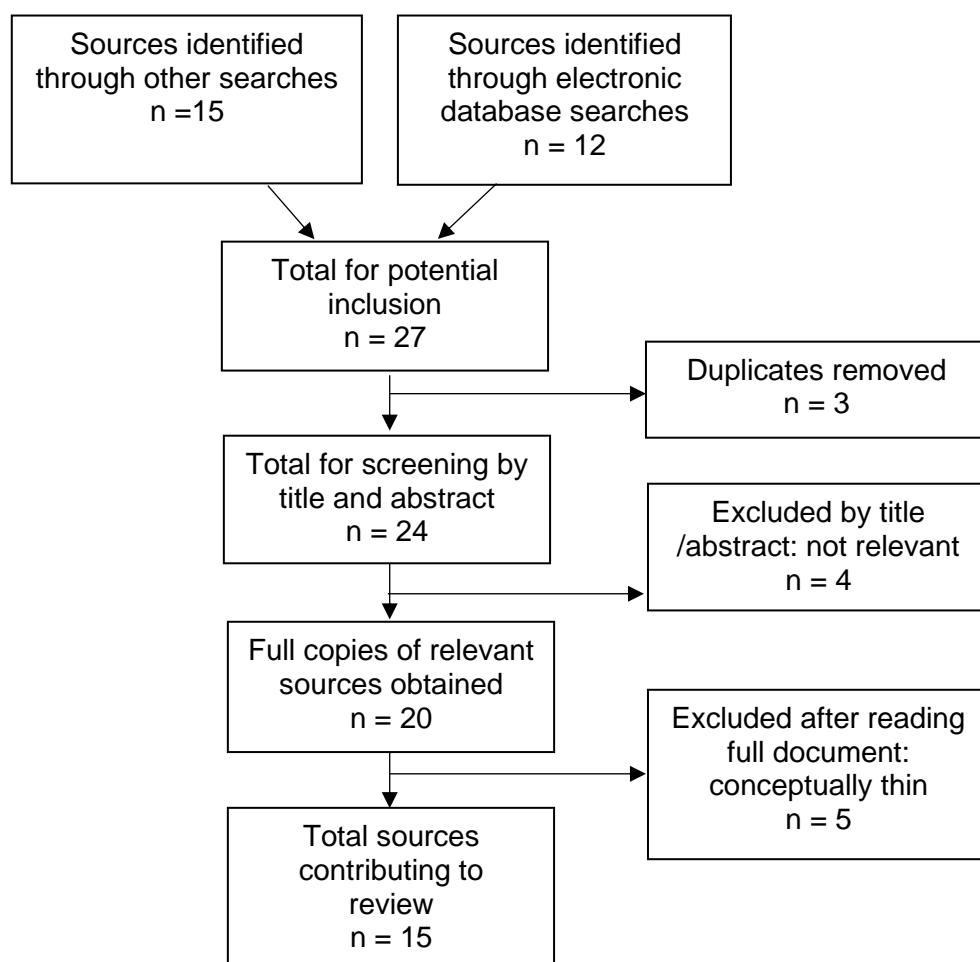 Sources identified
through other searches
n =15
Sources identified
through electronic
database searches
n = 12
Total for potential
inclusion
n = 27
Duplicates removed
n = 3
Total for screening by
title and abstract
n = 24
Excluded by title
/abstract: not relevant
n = 4
Full copies of relevant
sources obtained
n = 20
Excluded after reading
full document:
conceptually thin
n = 5
Total sources
contributing to
review
n = 15